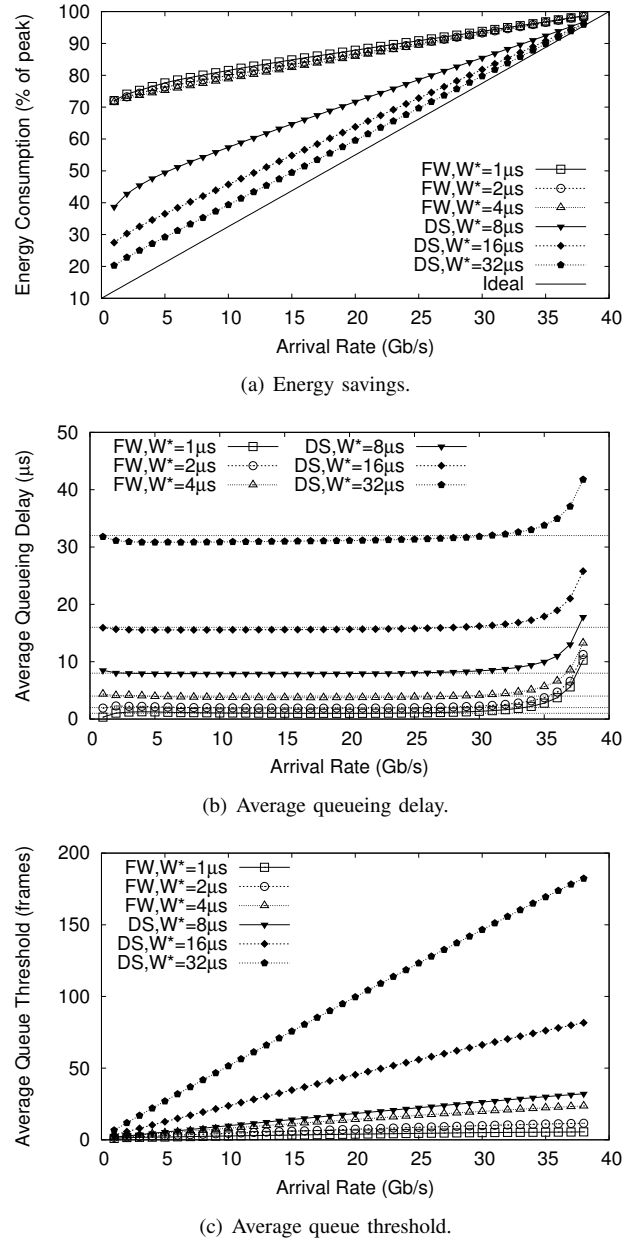 Energy Consumption (% of peak)
100
90
80
70
60
50
40
30
20
10
FW,W*=1μs
FW,W*=2μs
FW,W*=4μs
DS,W*=8μs
DS,W*=16μs
DS,W*=32μs
Ideal
0 5 10 15 20 25 30 35 40
Arrival Rate (Gb/s)
(a) Energy savings.
Average Queueing Delay (μs)
50
40
30
20
10
0
FW,W*=1μs DS,W*=8μs
FW,W*=2μs DS,W*=16μs
FW,W*=4μs DS,W*=32μs
0 5 10 15 20 25 30 35 40
Arrival Rate (Gb/s)
(b) Average queueing delay.
Average Queue Threshold (frames)
200
150
100
50
0
FW,W*=1μs
FW,W*=2μs
FW,W*=4μs
DS,W*=8μs
DS,W*=16μs
DS,W*=32μs
0 5 10 15 20 25 30 35 40
Arrival Rate (Gb/s)
(c) Average queue threshold.